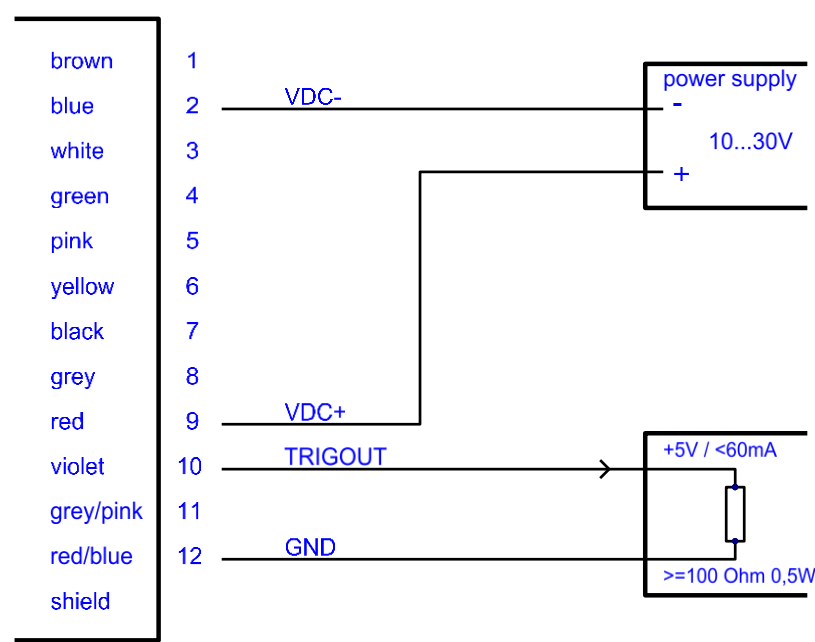 brown 1
blue 2 VDC- power supply
-
white 3 10...30V
green 4 +
pink 5
yellow 6
black 7
grey 8
red 9 VDC+
violet 10 TRIGOUT +5V / <60mA
grey/pink 11
red/blue 12 GND >=100 Ohm 0,5W
shield